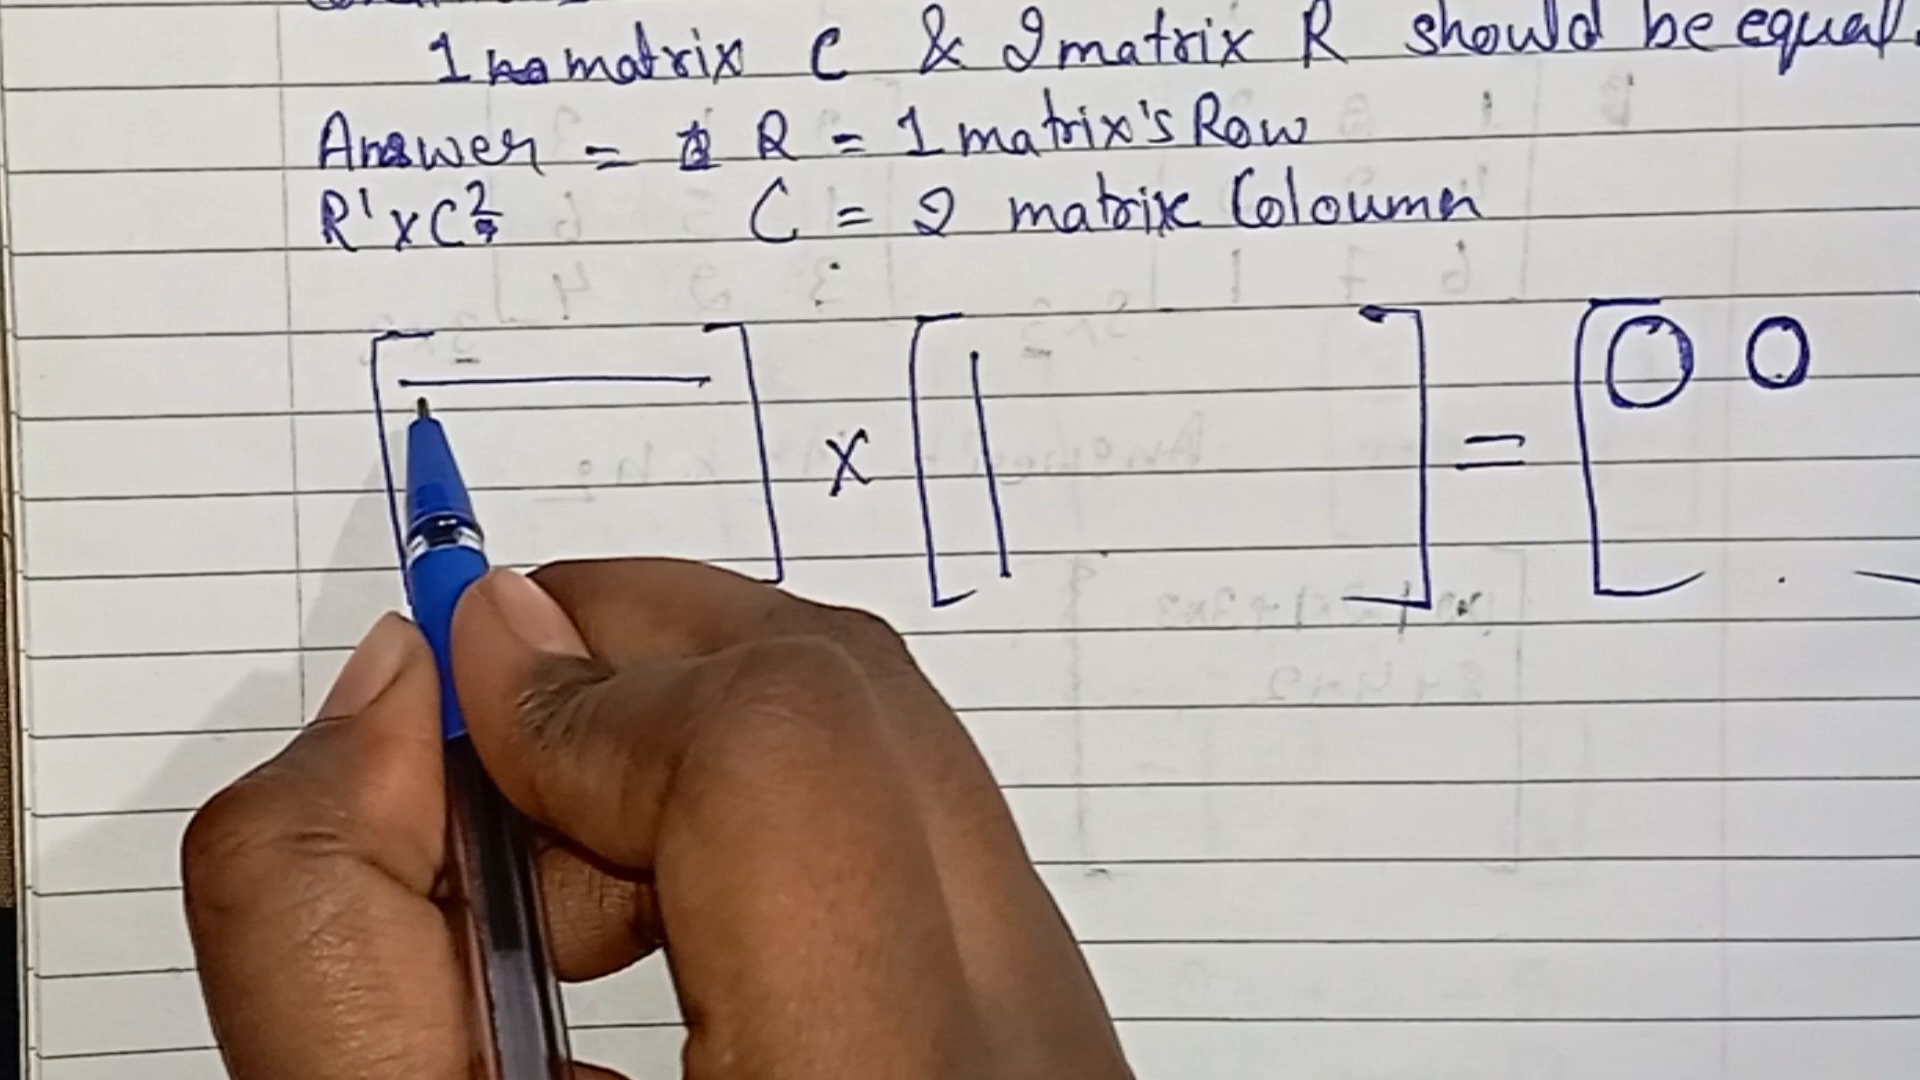 1 matrix C & 2 matrix R should be equal.
Answer = R = 1 matrix's Row
R¹ x C² C = 2 matrix Coloumn
x =